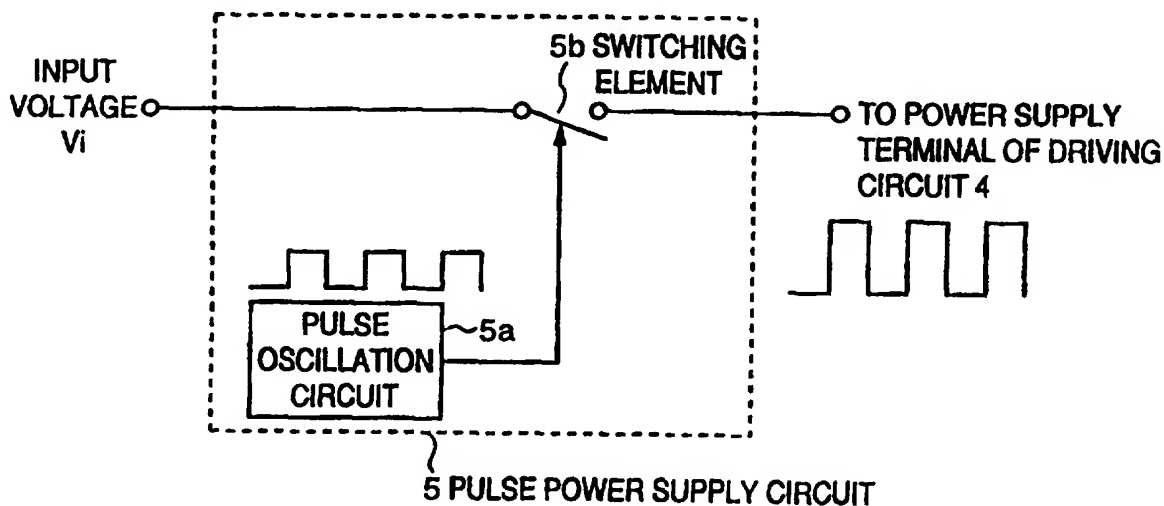 INPUT
VOLTAGE
Vi
5b SWITCHING
ELEMENT
TO POWER SUPPLY
TERMINAL OF DRIVING
CIRCUIT 4
PULSE
OSCILLATION
CIRCUIT
5a
5 PULSE POWER SUPPLY CIRCUIT